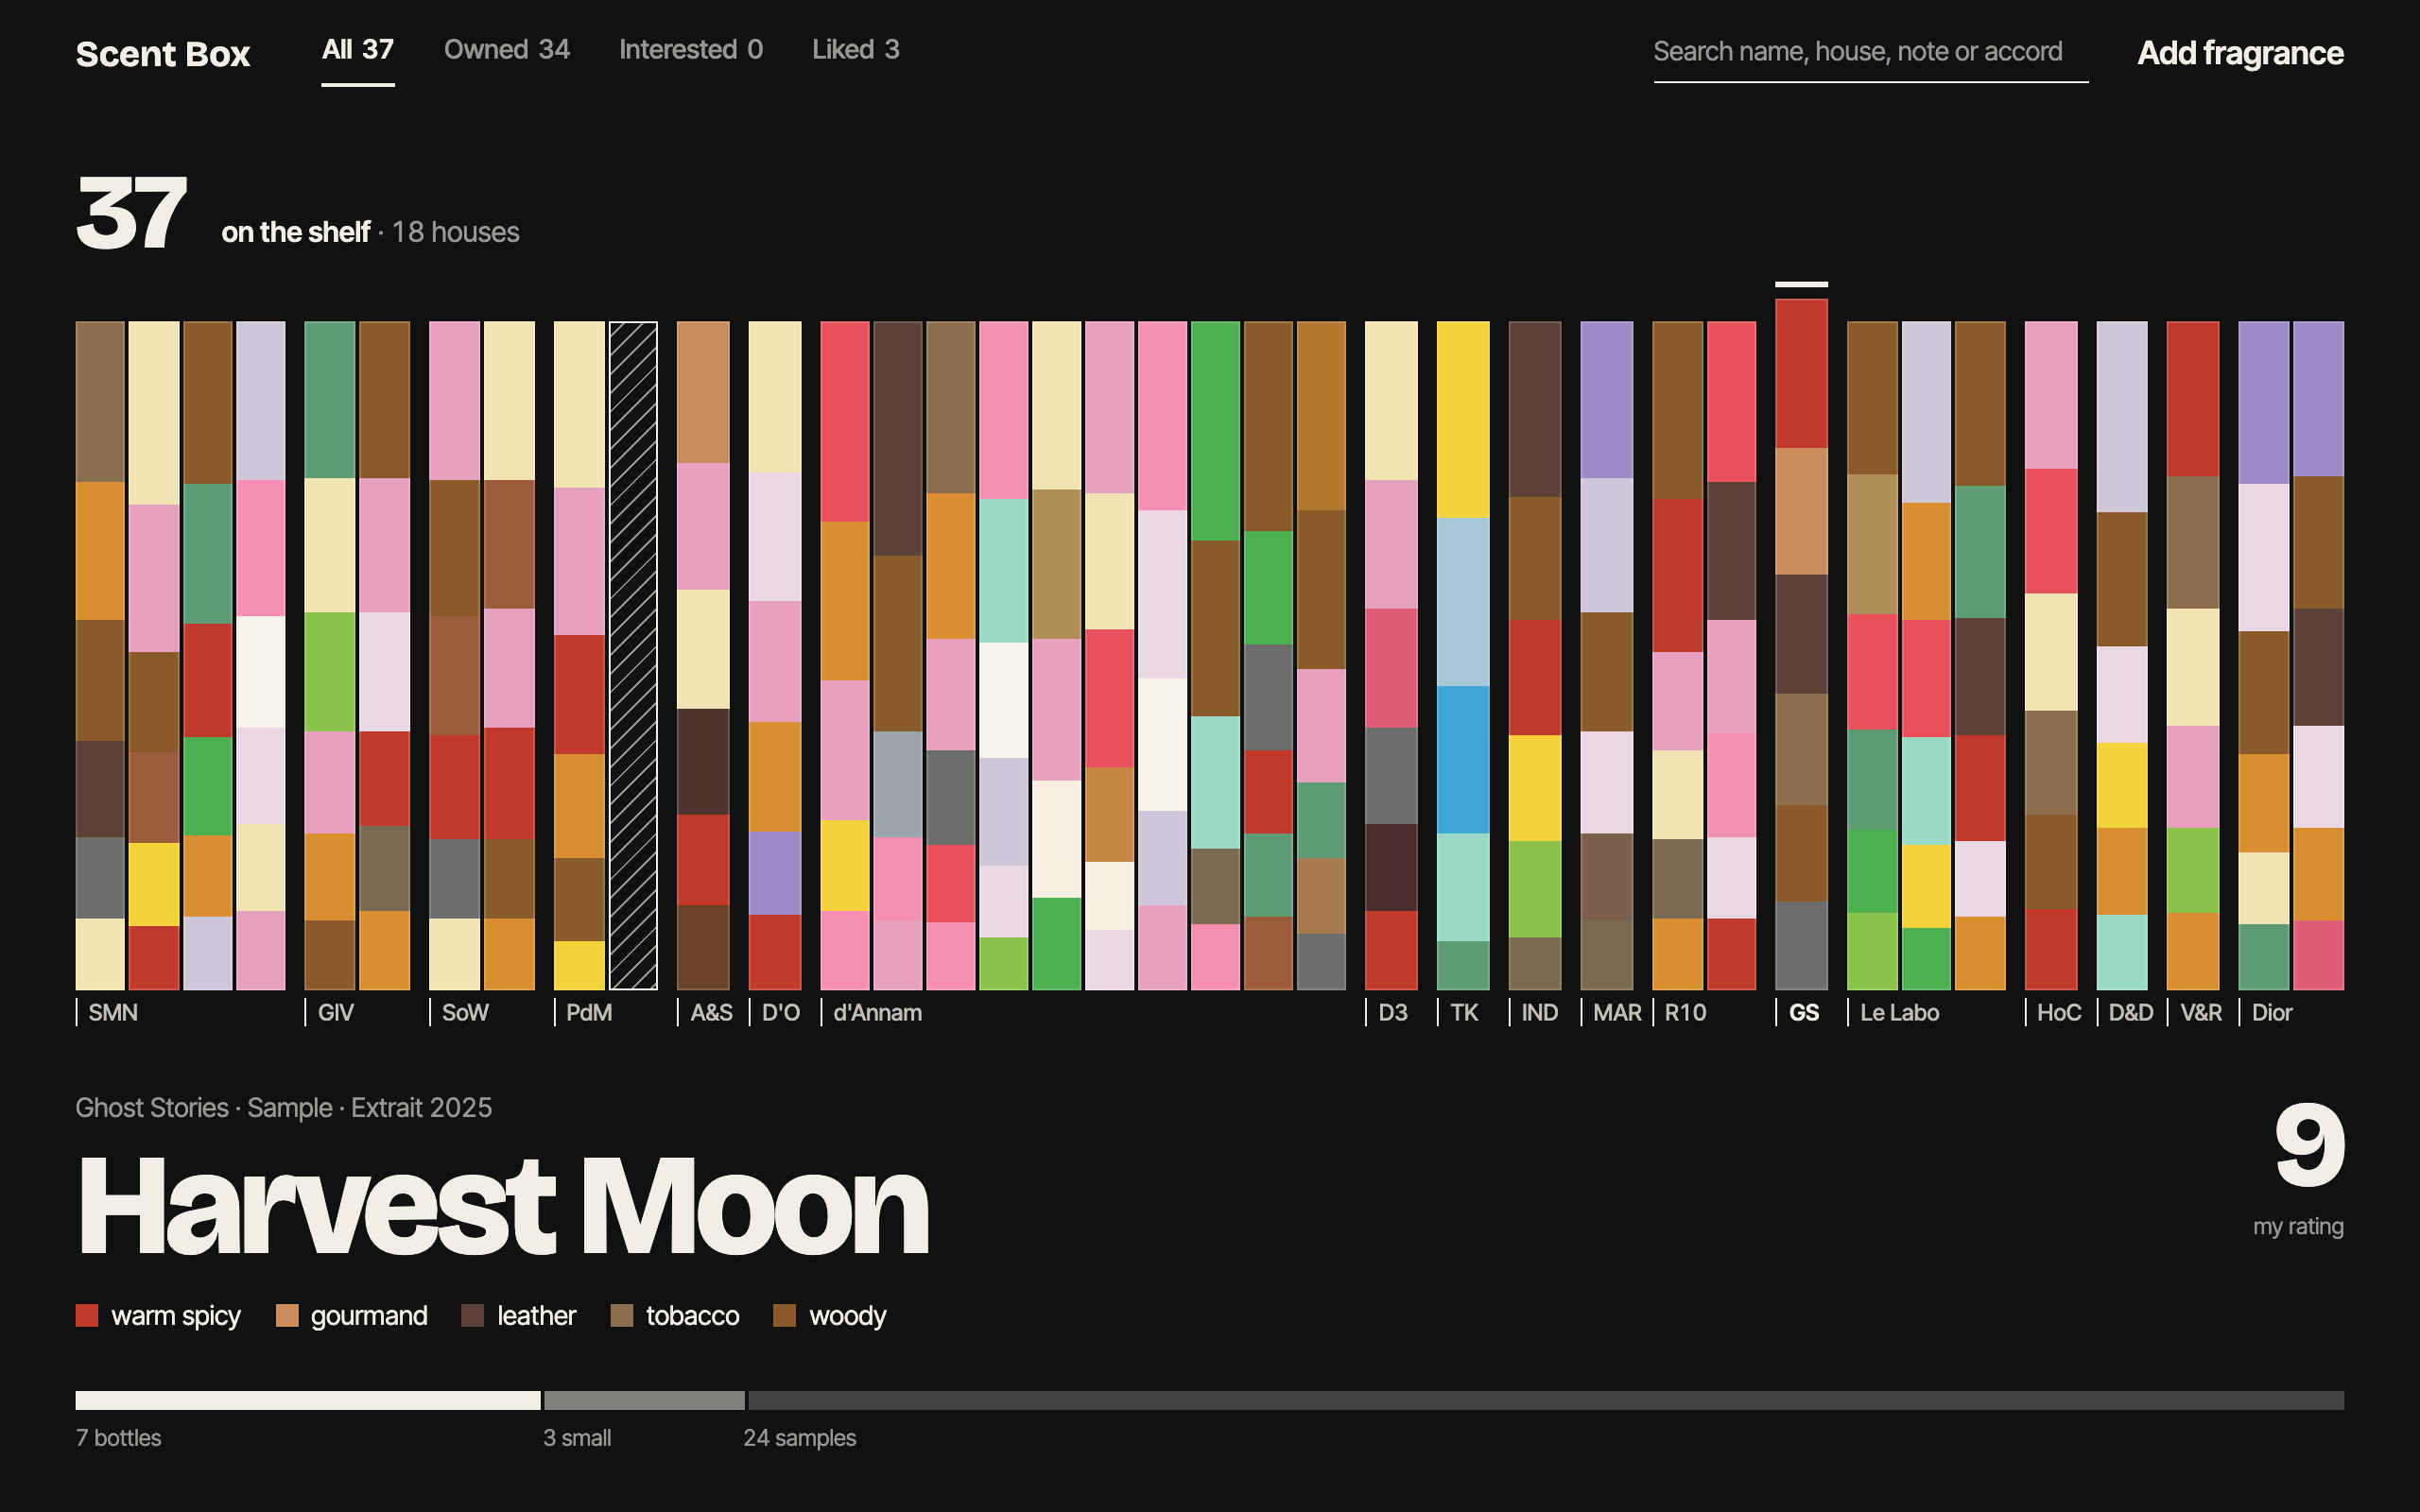 Scent Box
All 37
Owned 34
Interested 0
Liked 3
Search name, house, note or accord
Add fragrance
37
on the shelf · 18 houses
SMN
GIV
SoW
PdM
A&S
D'O
d'Annam
D3
TK
IND
MAR
R10
GS
Le Labo
HoC
D&D
V&R
Dior
Ghost Stories · Sample · Extrait 2025
Harvest Moon
9
my rating
warm spicy
gourmand
leather
tobacco
woody
7 bottles
3 small
24 samples